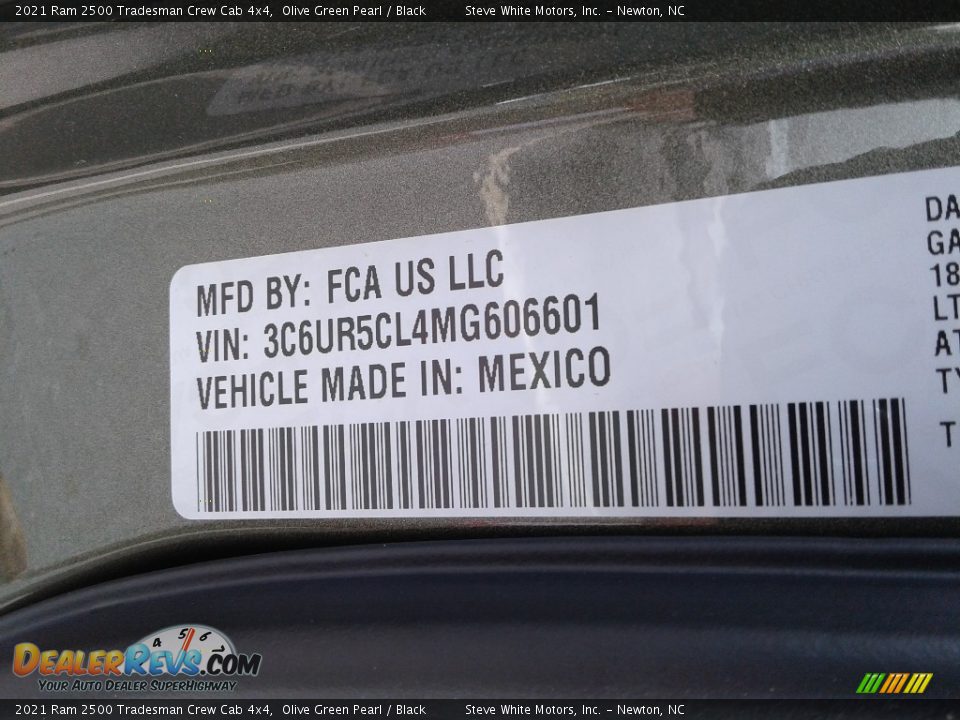 2021 Ram 2500 Tradesman Crew Cab 4x4, Olive Green Pearl / Black Steve White Motors, Inc. - Newton, NC
MFD BY: FCA US LLC
VIN: 3C6UR5CL4MG606601
VEHICLE MADE IN: MEXICO
DA
GA
18
LT
AT
TY
T
4 5 6
DEALERREVS.COM
YOUR AUTO DEALER SUPERHIGHWAY
2021 Ram 2500 Tradesman Crew Cab 4x4, Olive Green Pearl / Black Steve White Motors, Inc. - Newton, NC